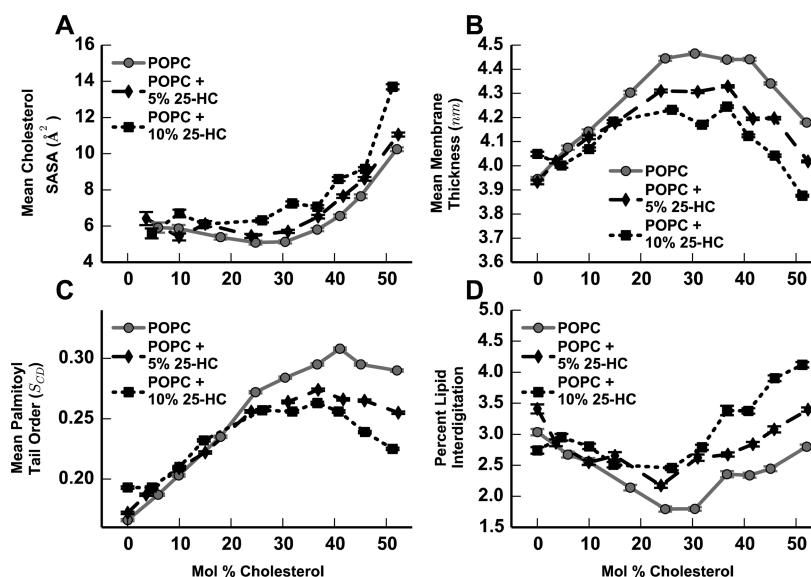 A
Mean Cholesterol
SASA (Å²)
16
14
12
10
8
6
4
POPC
POPC +
5% 25-HC
POPC +
10% 25-HC
0
10
20
30
40
50
B
Mean Membrane
Thickness (nm)
4.5
4.4
4.3
4.2
4.1
4.0
3.9
3.8
3.7
3.6
POPC
POPC +
5% 25-HC
POPC +
10% 25-HC
0
10
20
30
40
50
C
Mean Palmitoyl
Tail Order (S_CD)
0.30
0.25
0.20
POPC
POPC +
5% 25-HC
POPC +
10% 25-HC
0
10
20
30
40
50
Mol % Cholesterol
D
Percent Lipid
Interdigitation
5.0
4.5
4.0
3.5
3.0
2.5
2.0
1.5
POPC
POPC +
5% 25-HC
POPC +
10% 25-HC
0
10
20
30
40
50
Mol % Cholesterol